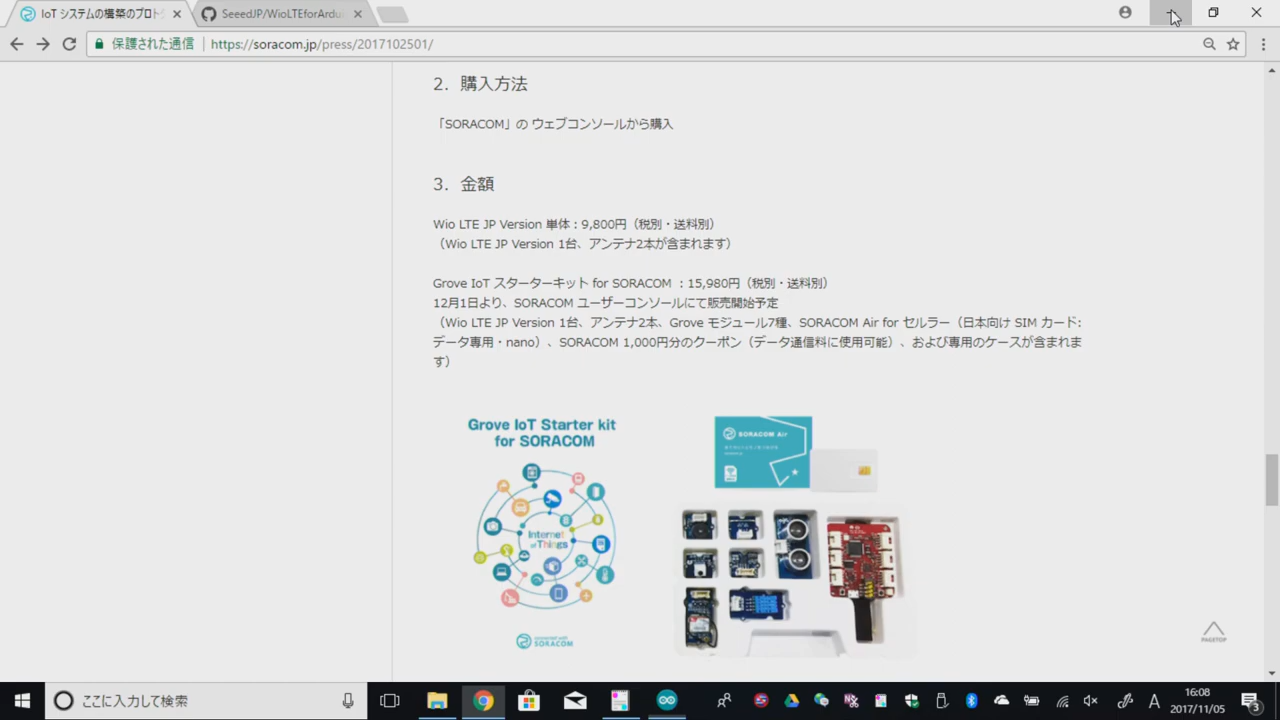 IoT システムの構築のプロト
SeeedJP/WioLTEforArdu
保護された通信
https://soracom.jp/press/2017102501/
2．購入方法
「SORACOM」の ウェブコンソールから購入
3．金額
Wio LTE JP Version 単体：9,800円（税別・送料別）
（Wio LTE JP Version 1台、アンテナ2本が含まれます）
Grove IoT スターターキット for SORACOM ：15,980円（税別・送料別）
12月1日より、SORACOM ユーザーコンソールにて販売開始予定
（Wio LTE JP Version 1台、アンテナ2本、Grove モジュール7種、SORACOM Air for セルラー（日本向け SIM カード:
データ専用・nano）、SORACOM 1,000円分のクーポン（データ通信料に使用可能）、および専用のケースが含まれま
す）
Grove IoT Starter kit
for SORACOM
Internet
of Things
SORACOM
SORACOM Air
PAGETOP
ここに入力して検索
A
16:08
2017/11/05
3